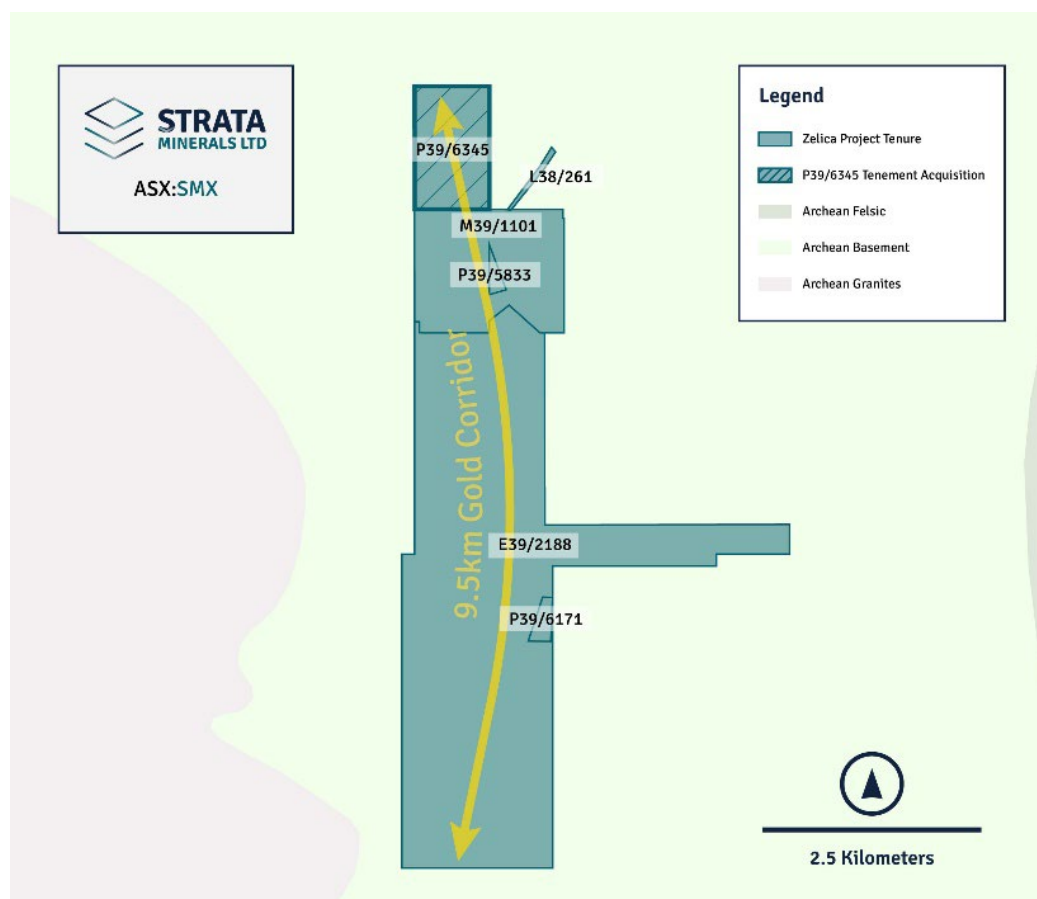 STRATA
MINERALS LTD
ASX:SMX
Legend
Zelica Project Tenure
P39/6345 Tenement Acquisition
Archean Felsic
Archean Basement
Archean Granites
P39/6345
L38/261
M39/1101
P39/5833
9.5km Gold Corridor
E39/2188
P39/6171
2.5 Kilometers